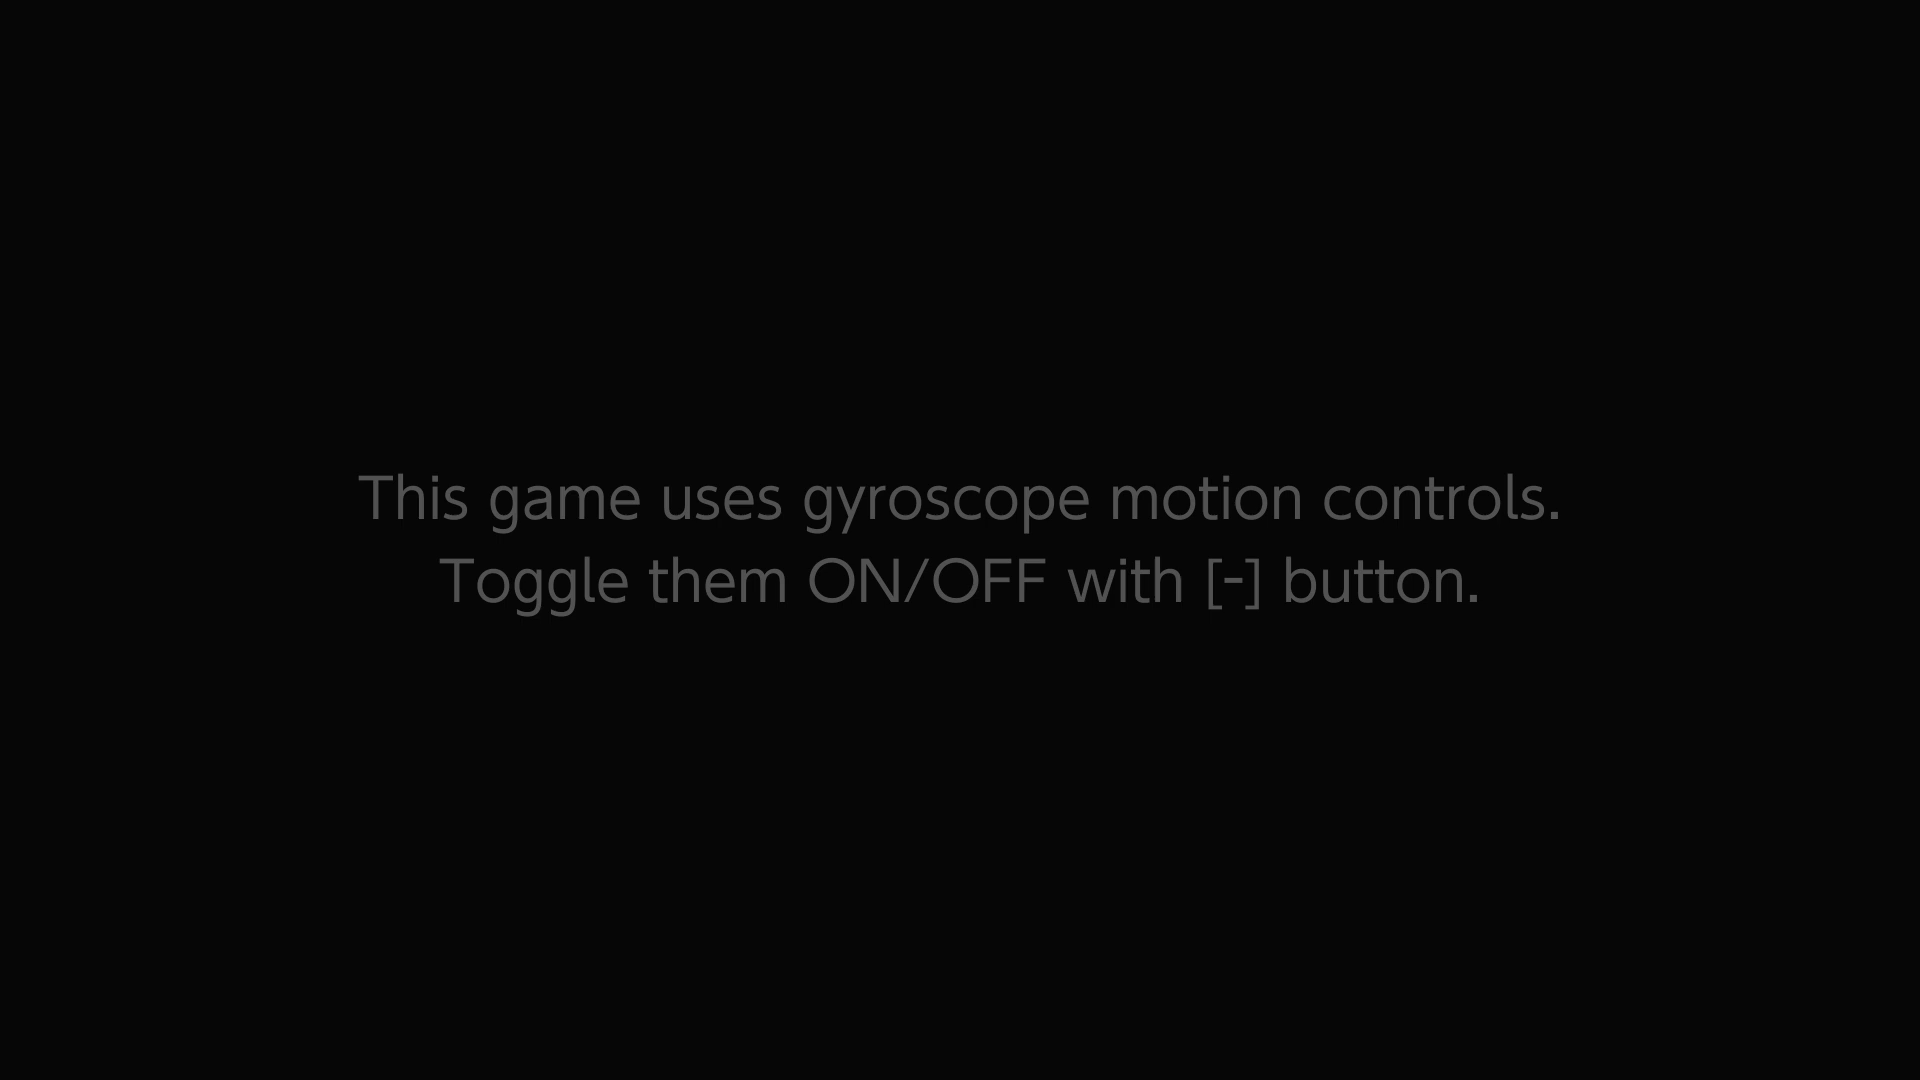 This game uses gyroscope motion controls.
Toggle them ON/OFF with [-] button.